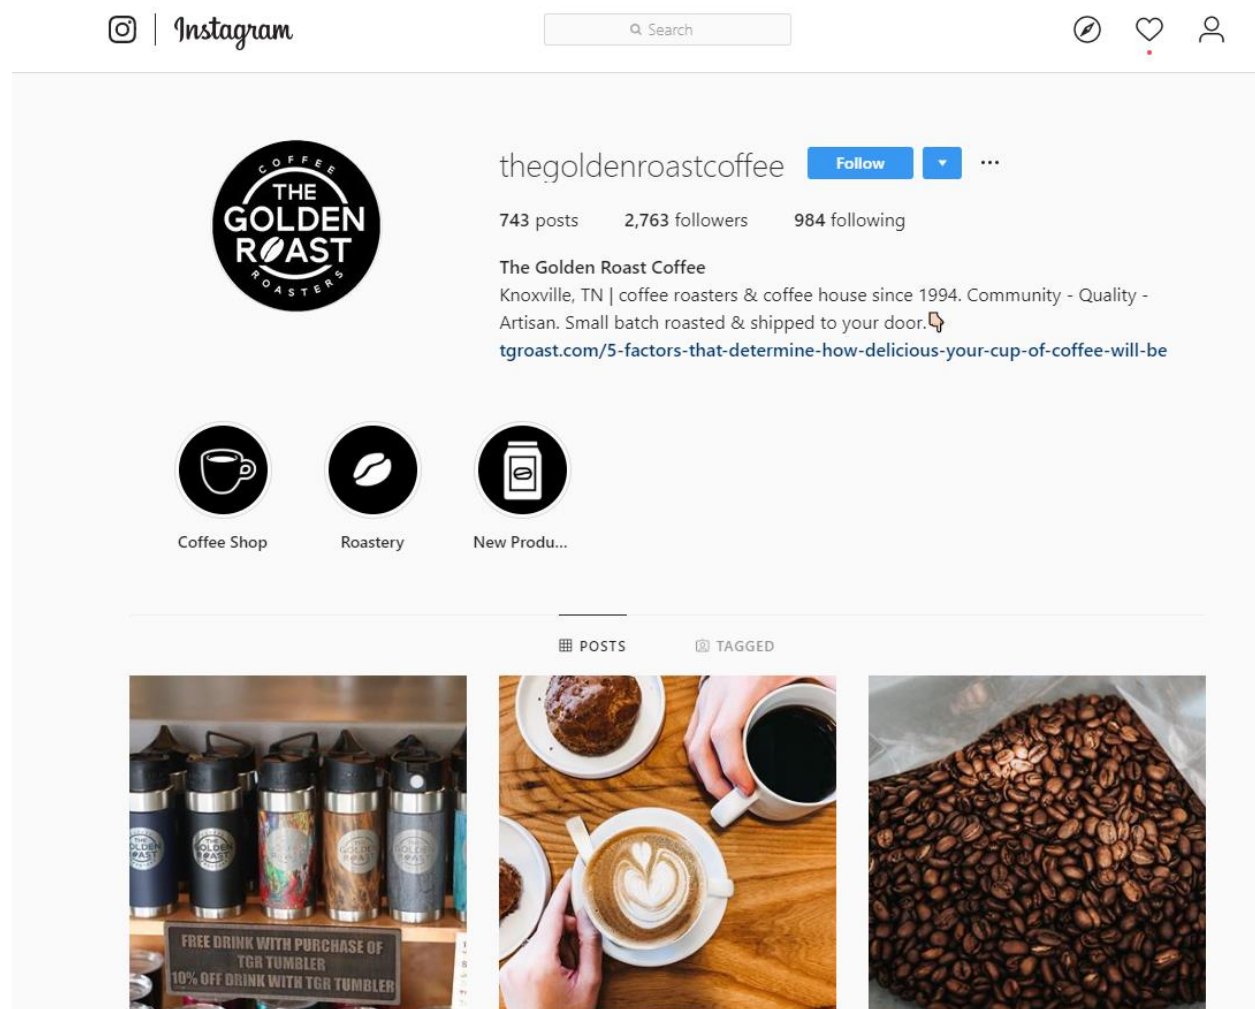 Instagram
Search
COFFEE
THE
GOLDEN
ROAST
ROASTERS
thegoldenroastcoffee
Follow
743 posts 2,763 followers 984 following
The Golden Roast Coffee
Knoxville, TN | coffee roasters & coffee house since 1994. Community - Quality -
Artisan. Small batch roasted & shipped to your door.👇🏻
tgroast.com/5-factors-that-determine-how-delicious-your-cup-of-coffee-will-be
Coffee Shop Roastery New Produ...
POSTS TAGGED
FREE DRINK WITH PURCHASE OF
TGR TUMBLER
10% OFF DRINK WITH TGR TUMBLER